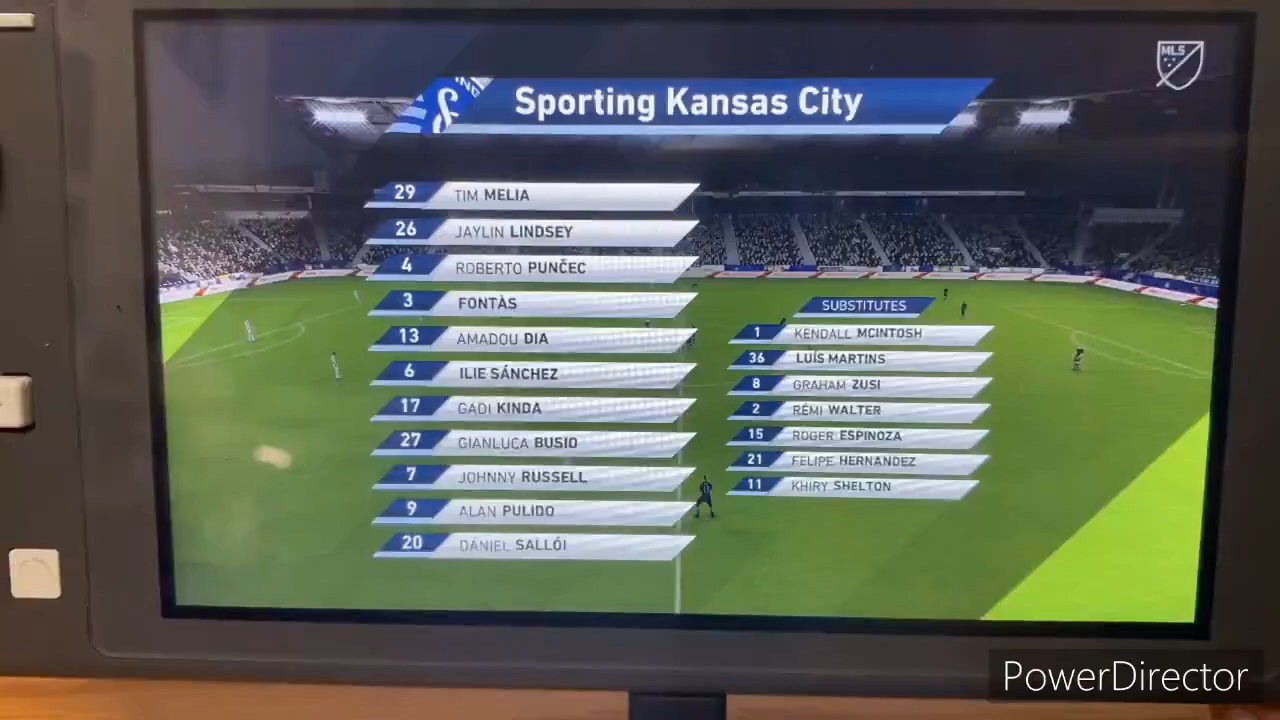 MLS
Sporting Kansas City
29 TIM MELIA
26 JAYLIN LINDSEY
4 ROBERTO PUNČEC
3 FONTÀS
13 AMADOU DIA
6 ILIE SÁNCHEZ
17 GADI KINDA
27 GIANLUCA BUSIO
7 JOHNNY RUSSELL
9 ALAN PULIDO
20 DÁNIEL SALLÓI
SUBSTITUTES
1 KENDALL MCINTOSH
36 LUÍS MARTINS
8 GRAHAM ZUSI
2 RÉMI WALTER
15 ROGER ESPINOZA
21 FELIPE HERNANDEZ
11 KHIRY SHELTON
PowerDirector